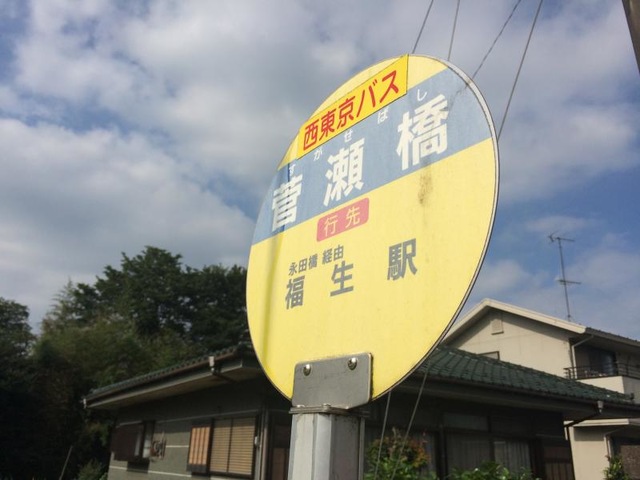 西東京バス
すがせばし
菅瀬橋
行先
永田橋 経由
福生駅